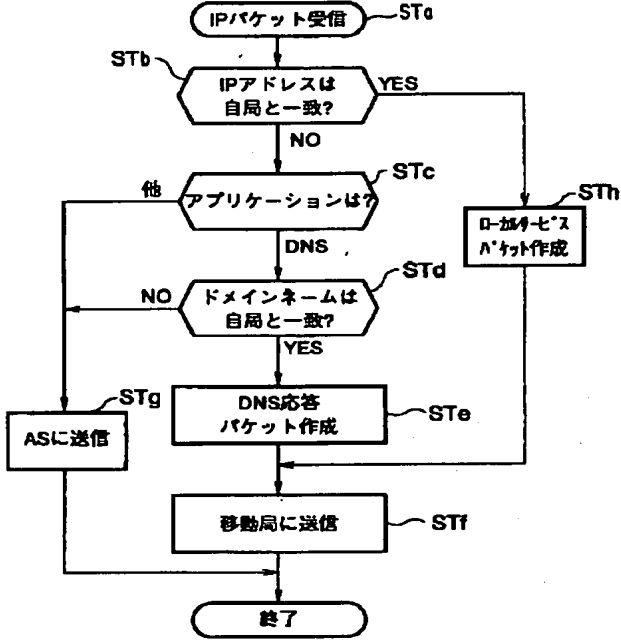 IPパケット受信
STa
STb
IPアドレスは
自局と一致?
YES
NO
STc
アプリケーションは?
他
STh
ローカルサービス
パケット作成
DNS
STd
ドメインネームは
自局と一致?
NO
YES
STg
ASに送信
DNS応答
パケット作成
STe
移動局に送信
STf
終了